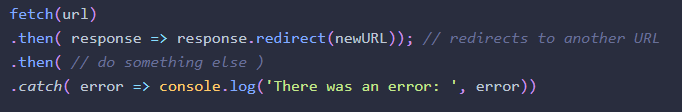 fetch(url)
.then( response => response.redirect(newURL)); // redirects to another URL
.then( // do something else )
.catch( error => console.log('There was an error: ', error))